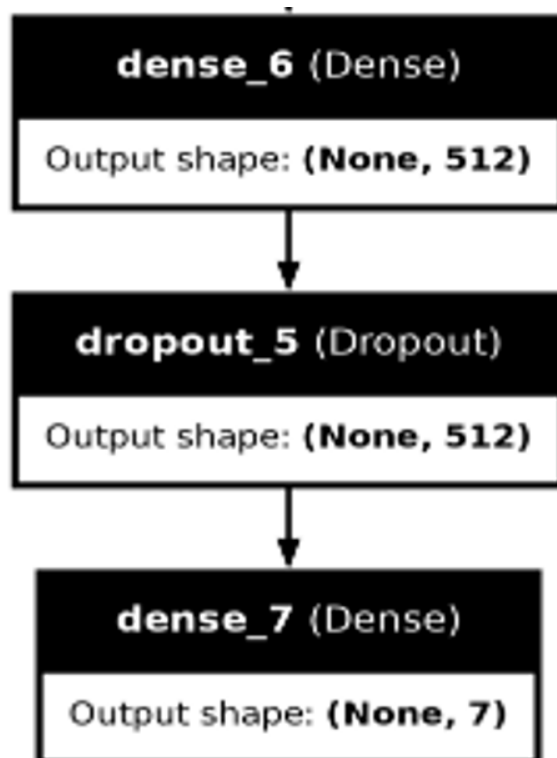 dense_6 (Dense)
Output shape: (None, 512)
dropout_5 (Dropout)
Output shape: (None, 512)
dense_7 (Dense)
Output shape: (None, 7)